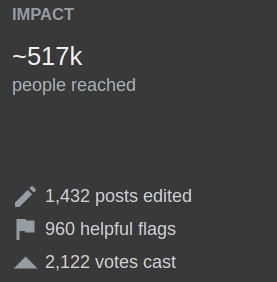 IMPACT
~517k
people reached
1,432 posts edited
960 helpful flags
2,122 votes cast